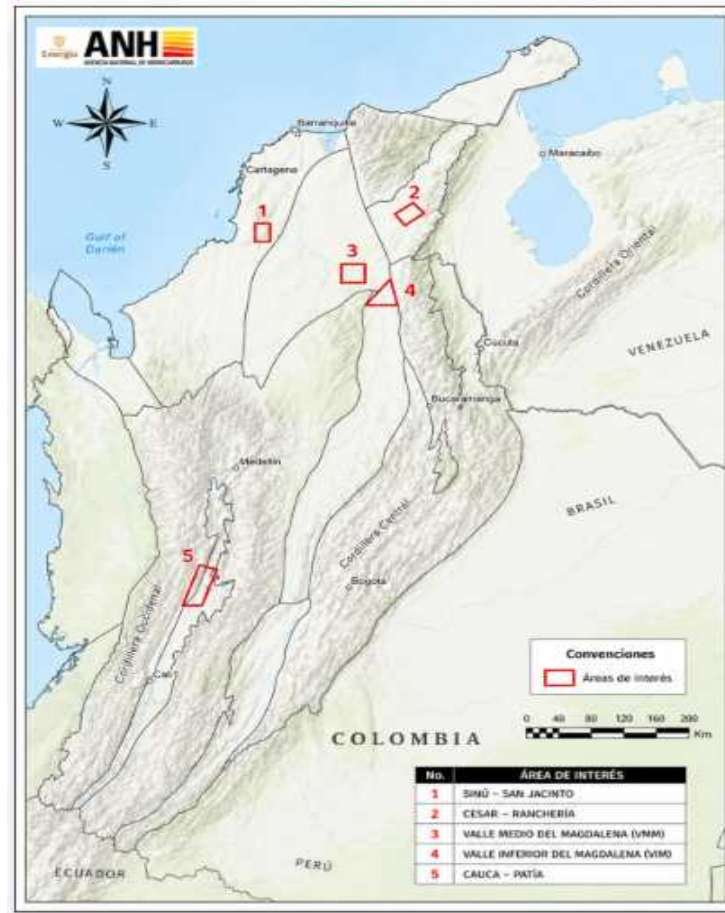 Energía
ANH
AGENCIA NACIONAL DE HIDROCARBUROS
N
W E
S
Barranquilla
Cartagena
Maracaibo
Gulf of
Darién
1
2
3
4
Cordillera Oriental
Cucuta
VENEZUELA
Bucaramanga
Medellín
BRASIL
Cordillera Central
5
Bogota
Cordillera Occidental
Cali
Convenciones
Áreas de interés
0 40 80 120 160 200
Km
COLOMBIA
No. ÁREA DE INTERÉS
1 SINÚ – SAN JACINTO
2 CESAR – RANCHERÍA
3 VALLE MEDIO DEL MAGDALENA (VMM)
4 VALLE INFERIOR DEL MAGDALENA (VIM)
5 CAUCA – PATÍA
ECUADOR
PERÚ